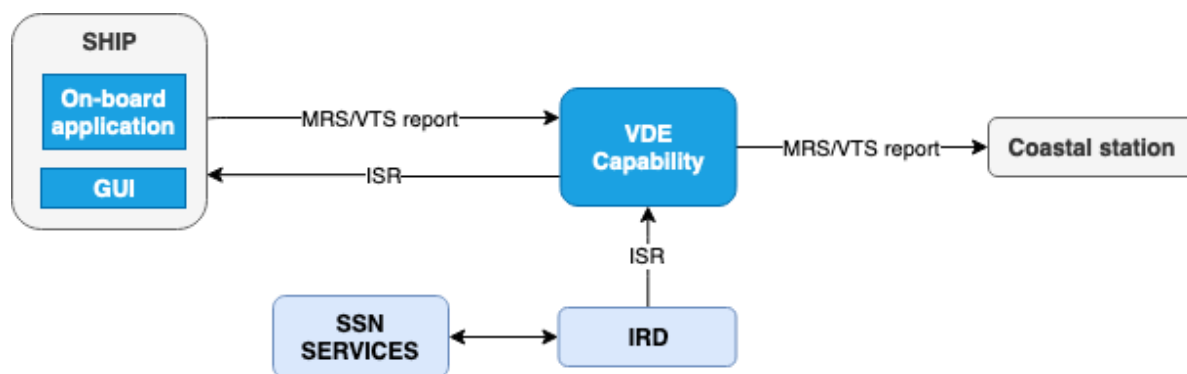 SHIP
On-board
application
GUI
MRS/VTS report
ISR
VDE
Capability
MRS/VTS report
Coastal station
ISR
SSN
SERVICES
IRD